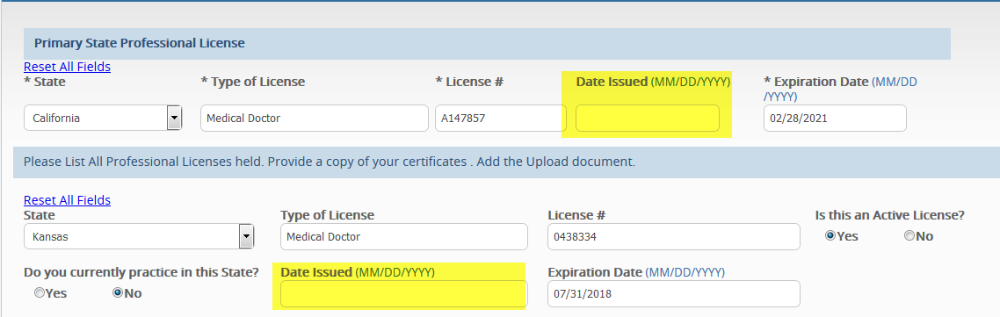 Primary State Professional License
Reset All Fields
* State * Type of License * License # Date Issued (MM/DD/YYYY) * Expiration Date (MM/DD
/YYYY)
California Medical Doctor A147857 02/28/2021
Please List All Professional Licenses held. Provide a copy of your certificates . Add the Upload document.
Reset All Fields
State Type of License License # Is this an Active License?
Kansas Medical Doctor 0438334 Yes No
Do you currently practice in this State? Date Issued (MM/DD/YYYY) Expiration Date (MM/DD/YYYY)
Yes No 07/31/2018